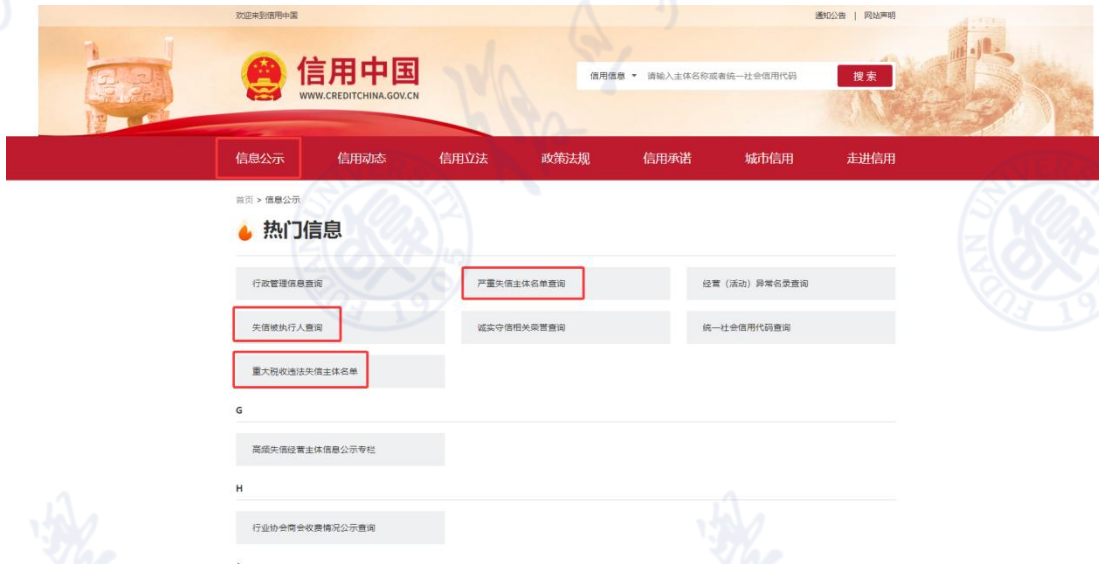 欢迎来到信用中国
通知公告 | 网站声明
信用中国
WWW.CREDITCHINA.GOV.CN
信用信息 请输入主体名称或者统一社会信用代码 搜索
信息公示 信用动态 信用立法 政策法规 信用承诺 城市信用 走进信用
首页 > 信息公示
热门信息
行政管理信息查询 严重失信主体名单查询 经营（活动）异常名录查询
失信被执行人查询 诚实守信相关荣誉查询 统一社会信用代码查询
重大税收违法失信主体名单
G
高频失信经营主体信息公示专栏
H
行业协会商会收费情况公示查询
UNIVERSITY
FUDAN
1905